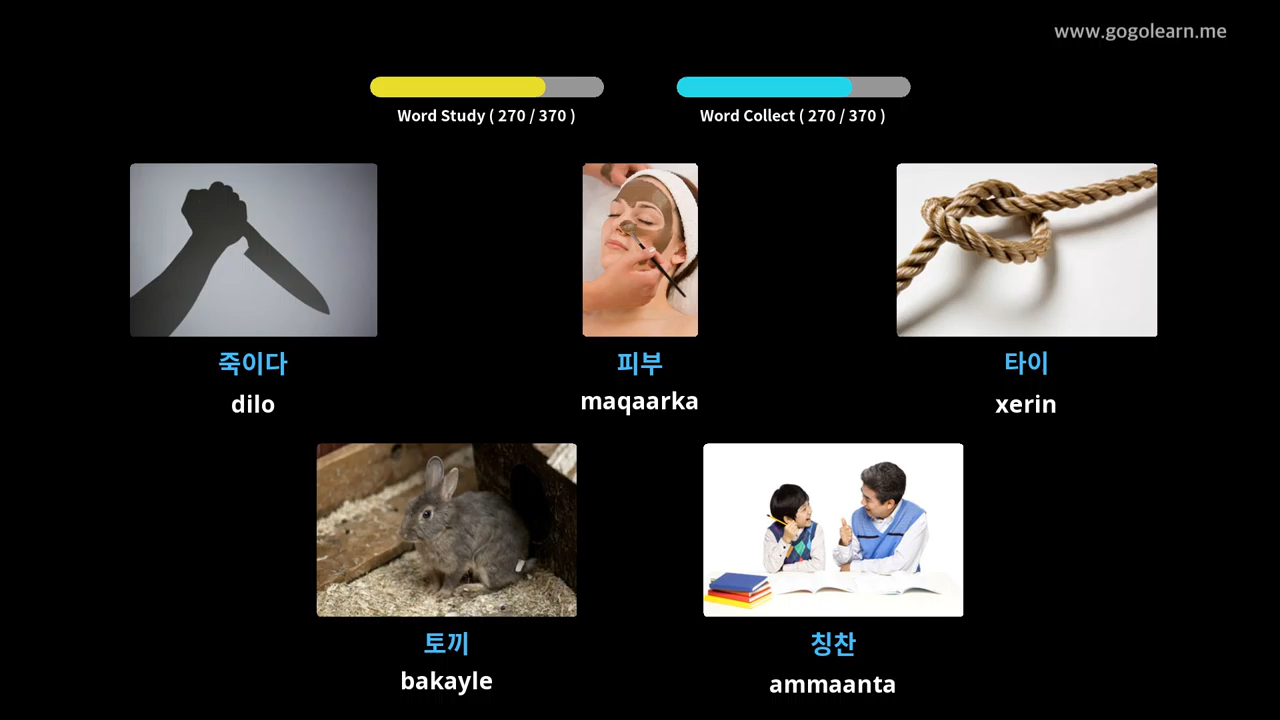 www.gogolearn.me
Word Study ( 270 / 370 )
Word Collect ( 270 / 370 )
죽이다
dilo
피부
maqaarka
타이
xerin
토끼
bakayle
칭찬
ammaanta